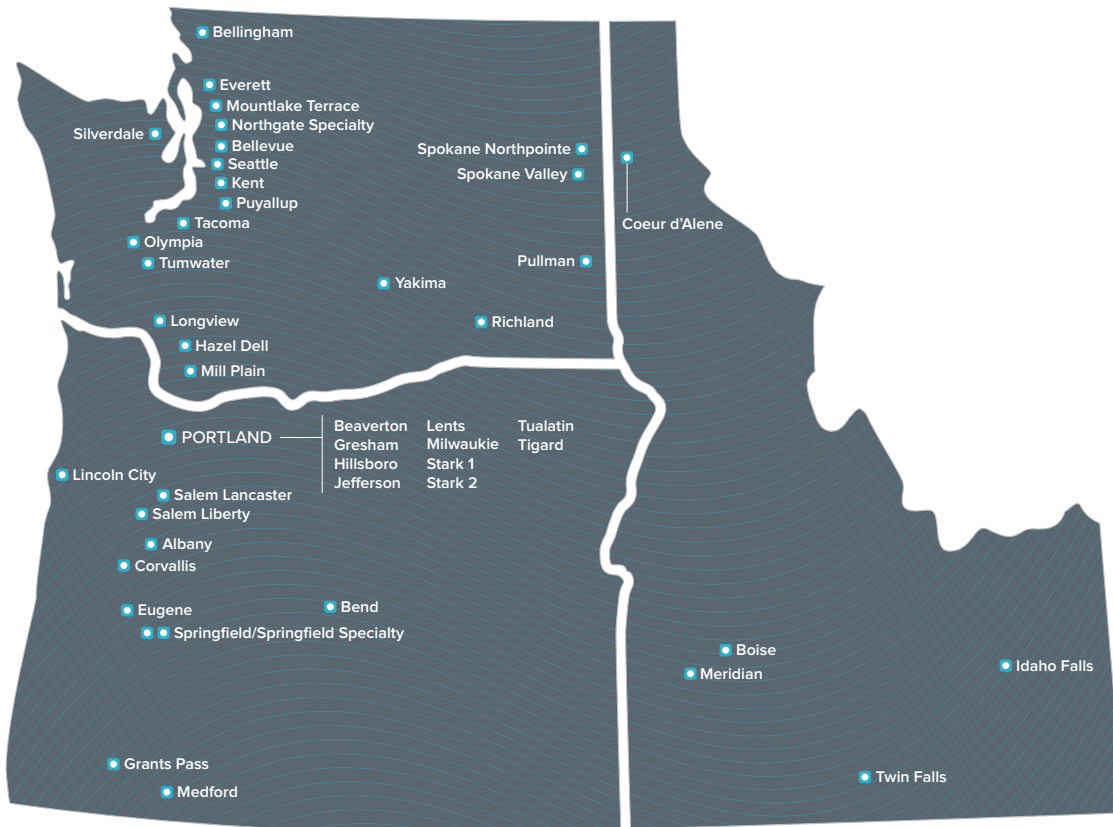 Bellingham
Everett
Mountlake Terrace
Northgate Specialty
Silverdale
Bellevue
Seattle
Kent
Puyallup
Tacoma
Olympia
Tumwater
Spokane Northpointe
Spokane Valley
Coeur d'Alene
Pullman
Yakima
Richland
Longview
Hazel Dell
Mill Plain
PORTLAND
Beaverton Lents Tualatin
Gresham Milwaukie Tigard
Hillsboro Stark 1
Jefferson Stark 2
Lincoln City
Salem Lancaster
Salem Liberty
Albany
Corvallis
Eugene
Bend
Springfield/Springfield Specialty
Boise
Meridian
Idaho Falls
Grants Pass
Medford
Twin Falls